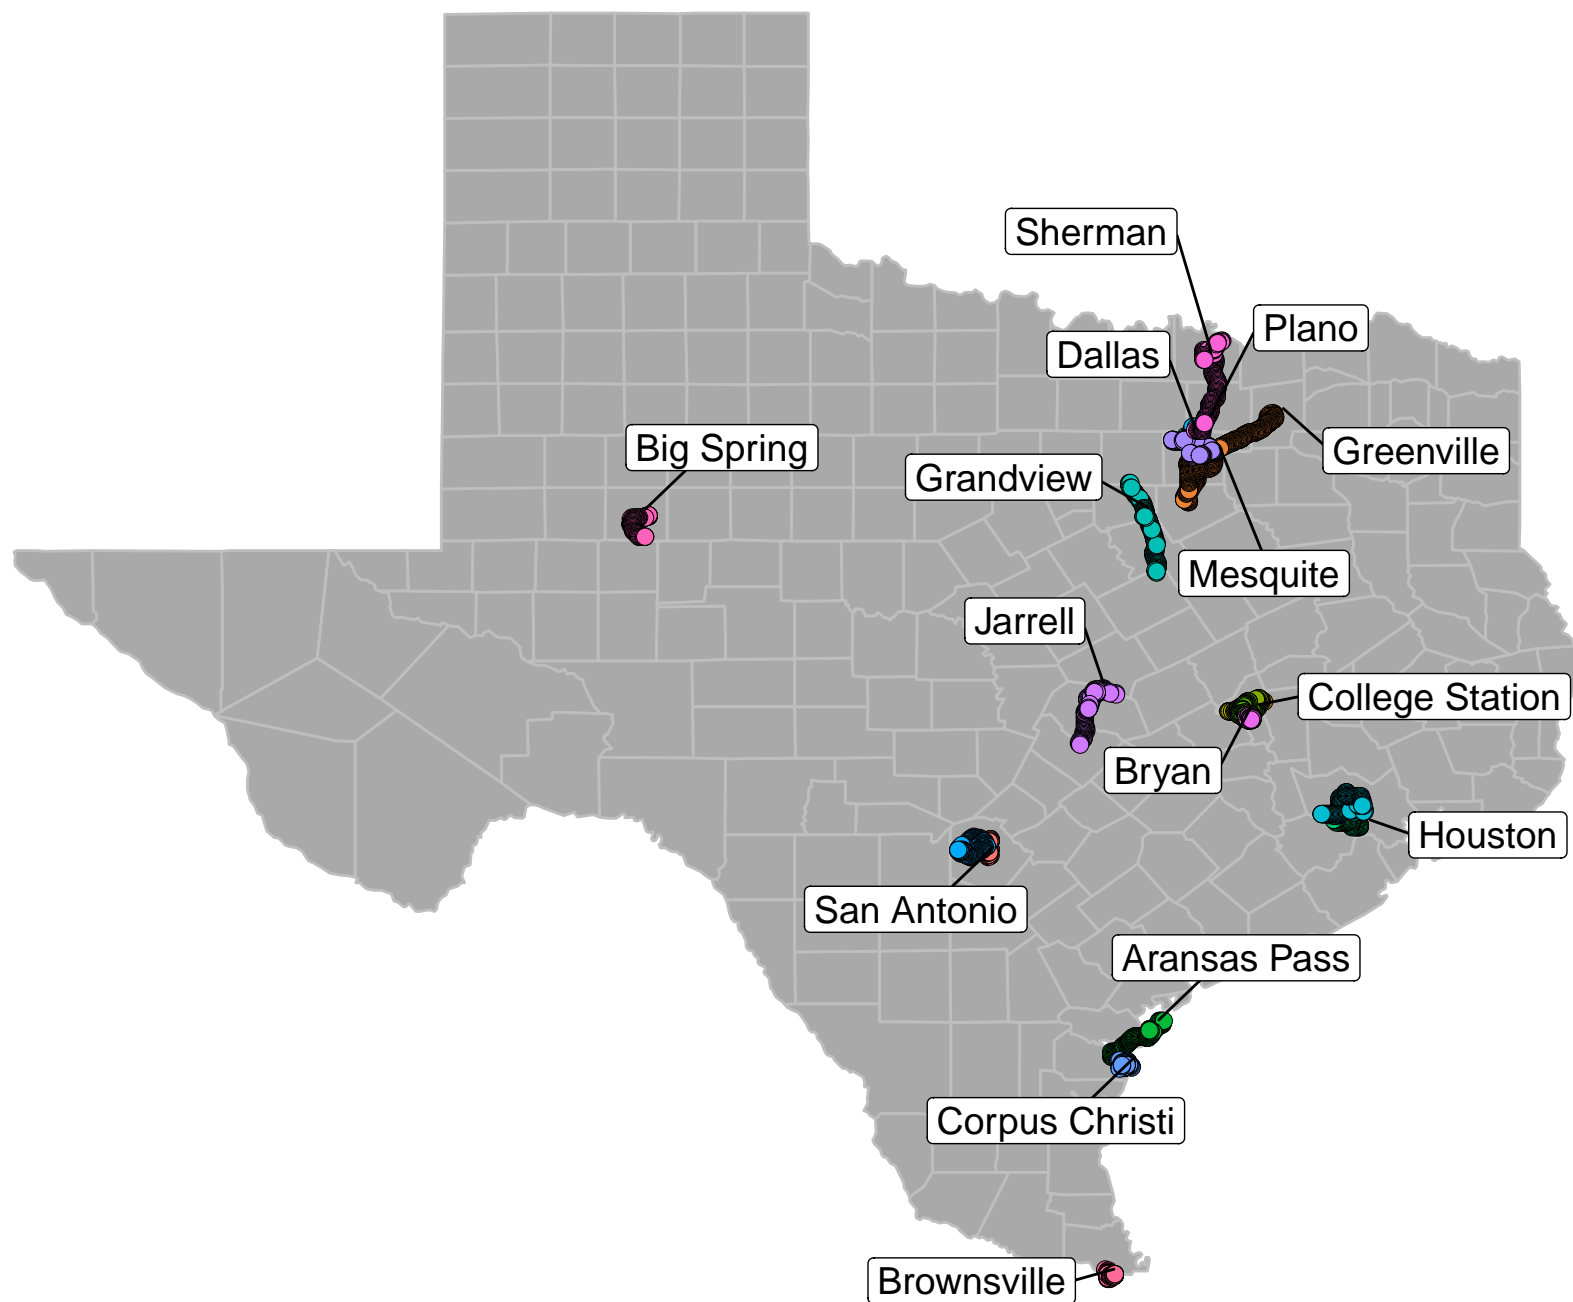 Sherman
Plano
Dallas
Big Spring
Greenville
Grandview
Mesquite
Jarrell
College Station
Bryan
Houston
San Antonio
Aransas Pass
Corpus Christi
Brownsville